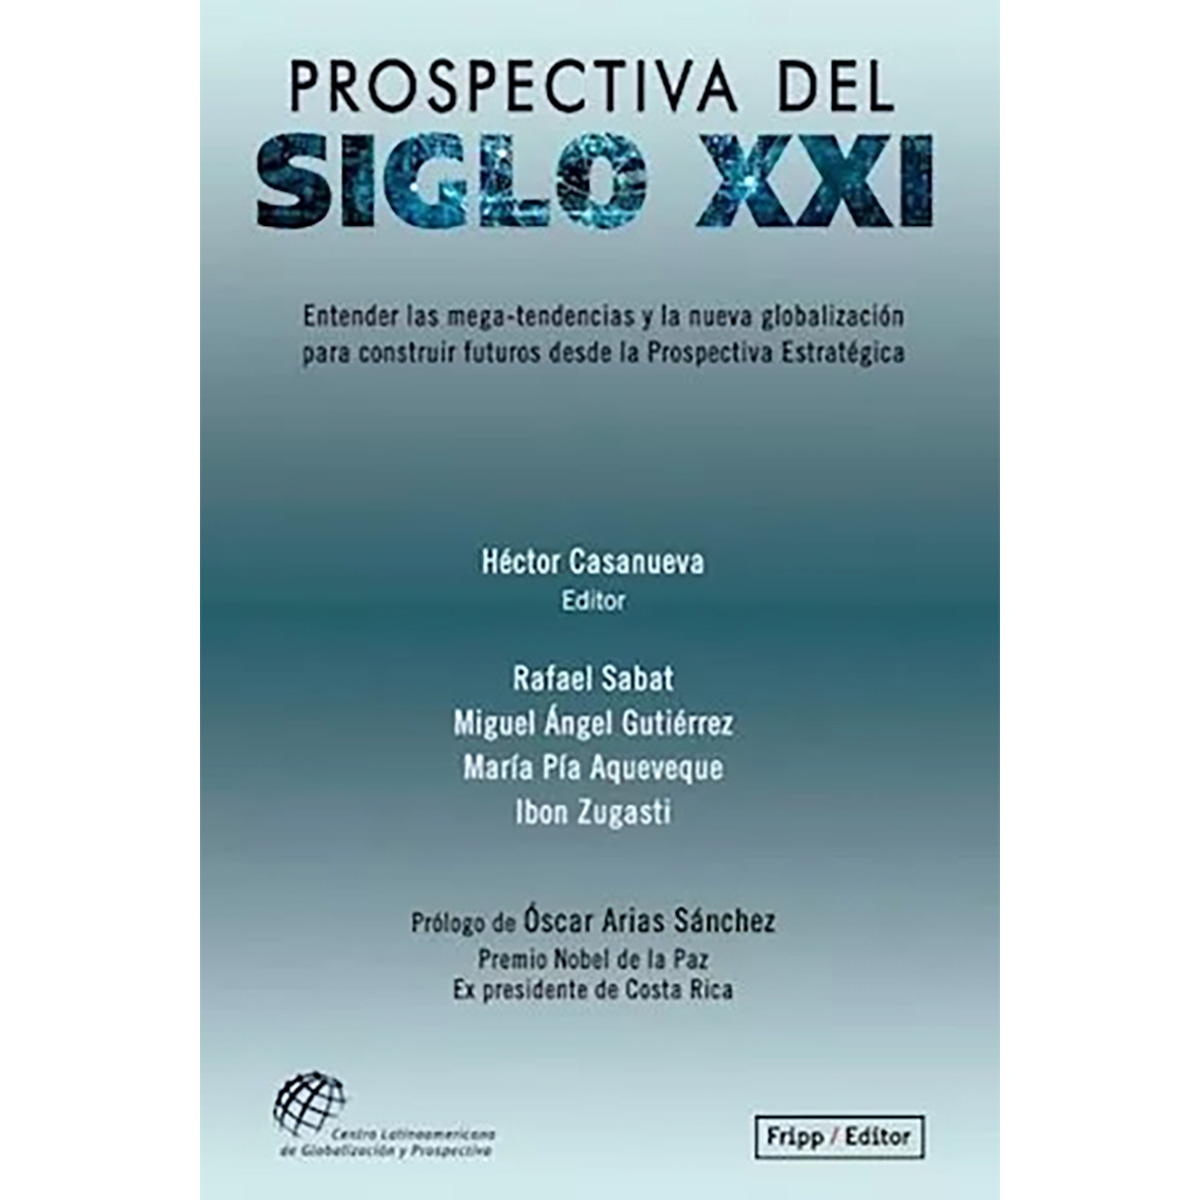 PROSPECTIVA DEL
SIGLO XXI
Entender las mega-tendencias y la nueva globalización
para construir futuros desde la Prospectiva Estratégica
Héctor Casanueva
Editor
Rafael Sabat
Miguel Ángel Gutiérrez
María Pía Aqueveque
Ibon Zugasti
Prólogo de Óscar Arias Sánchez
Premio Nobel de la Paz
Ex presidente de Costa Rica
Centro Latinoamericano
de Globalización y Prospectiva
Fripp / Editor